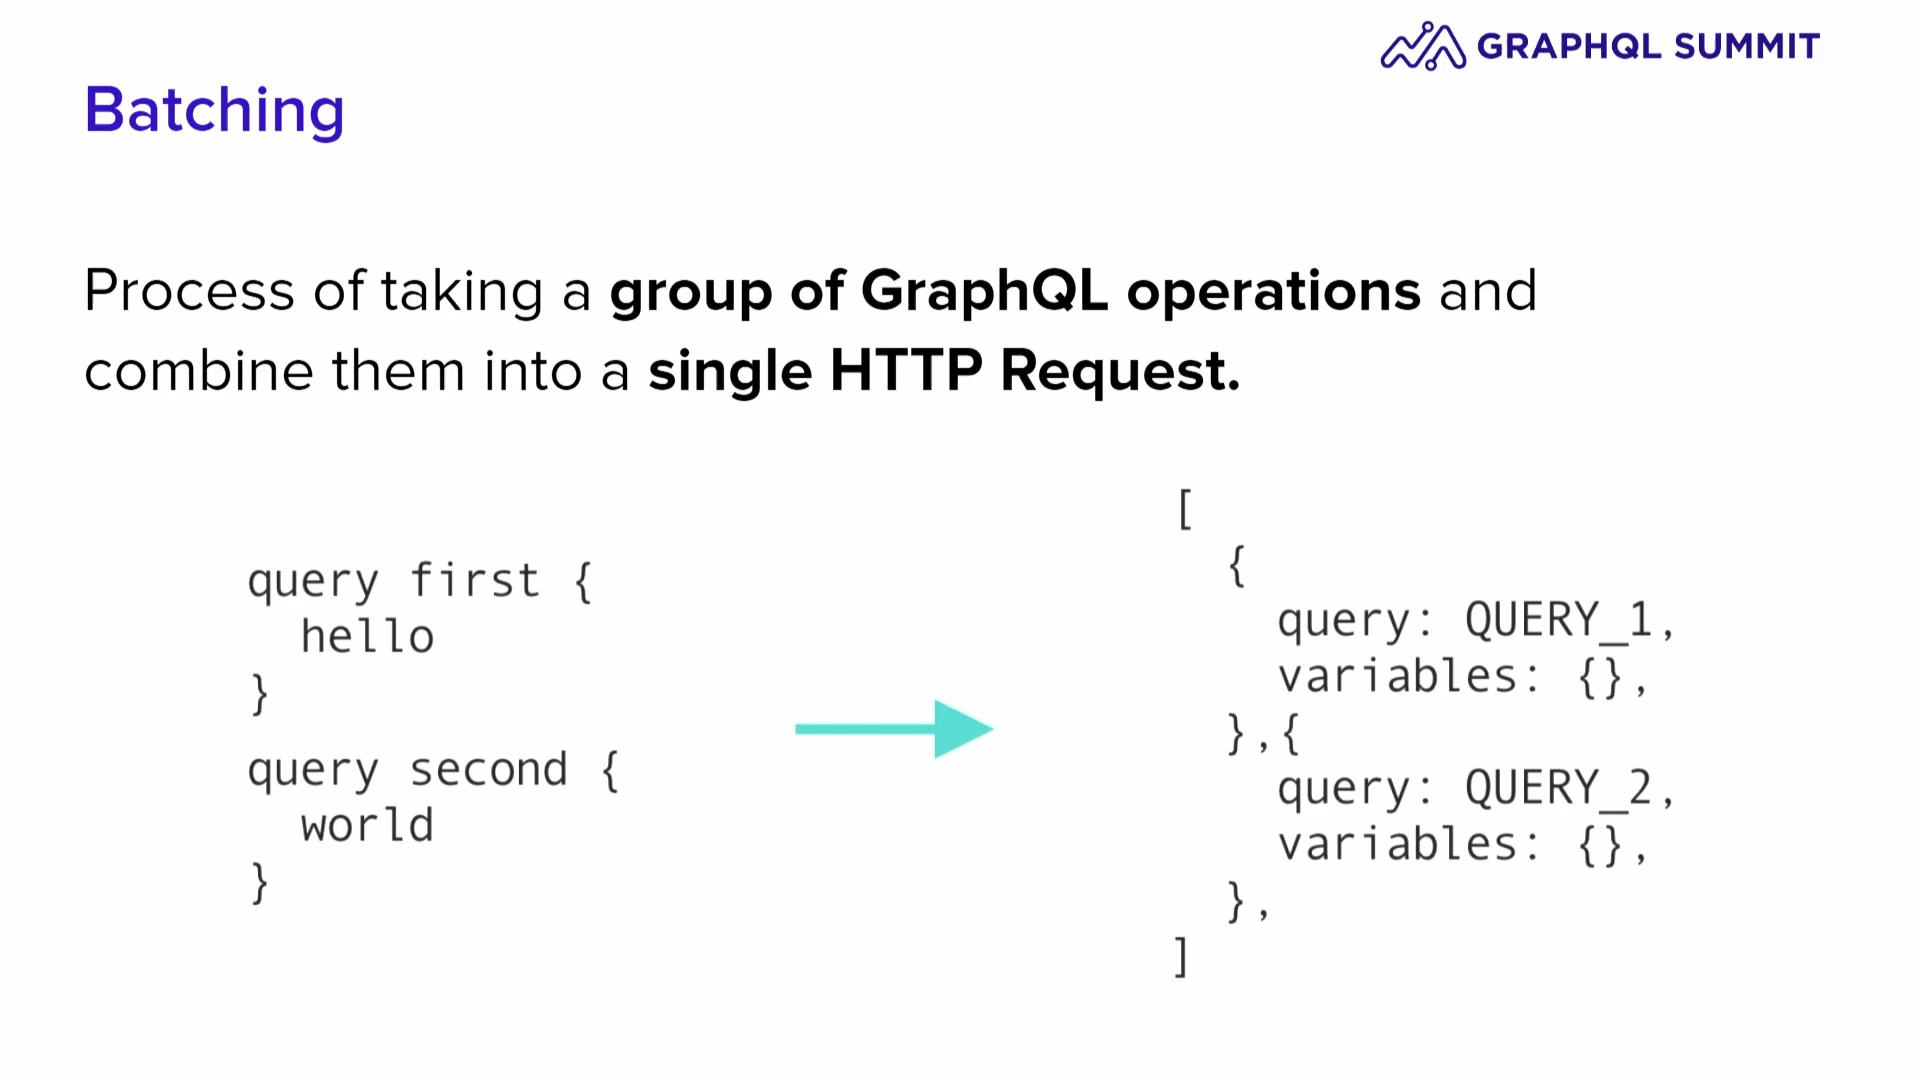 GRAPHQL SUMMIT
Batching
Process of taking a group of GraphQL operations and
combine them into a single HTTP Request.
query first {
  hello
}
query second {
  world
}
[
  {
    query: QUERY_1,
    variables: {},
  },{
    query: QUERY_2,
    variables: {},
  },
]